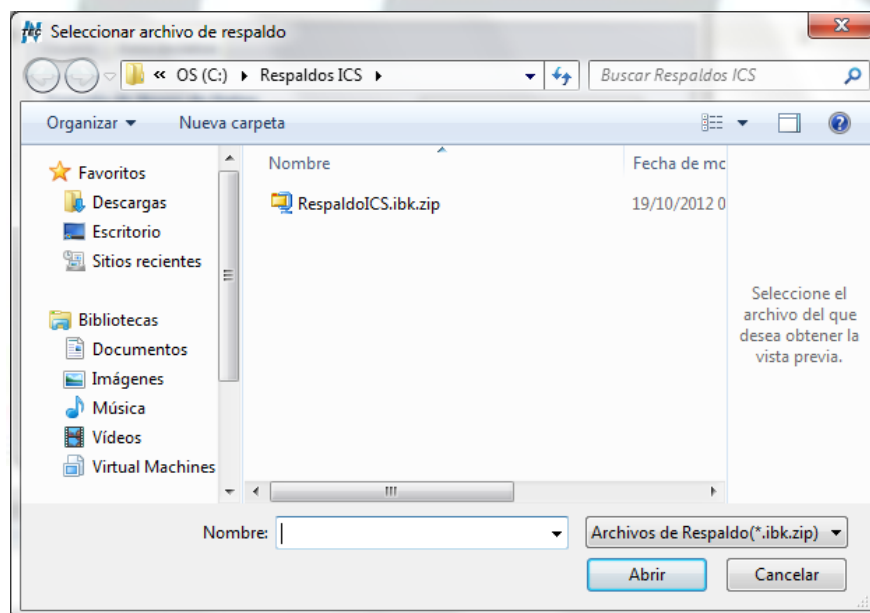 Seleccionar archivo de respaldo
« OS (C:) Respaldos ICS
Buscar Respaldos ICS
Organizar
Nueva carpeta
Favoritos
Descargas
Escritorio
Sitios recientes
Bibliotecas
Documentos
Imágenes
Música
Vídeos
Virtual Machines
Nombre
Fecha de mc
RespaldoICS.ibk.zip
19/10/2012 0
Seleccione el
archivo del que
desea obtener la
vista previa.
Nombre:
Archivos de Respaldo(*.ibk.zip)
Abrir
Cancelar